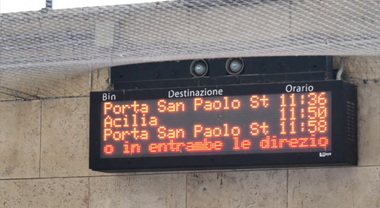 Bin Destinazione Orario
Porta San Paolo St 11:36
Acilia 11:50
Porta San Paolo St 11:58
o in entrambe le direzio